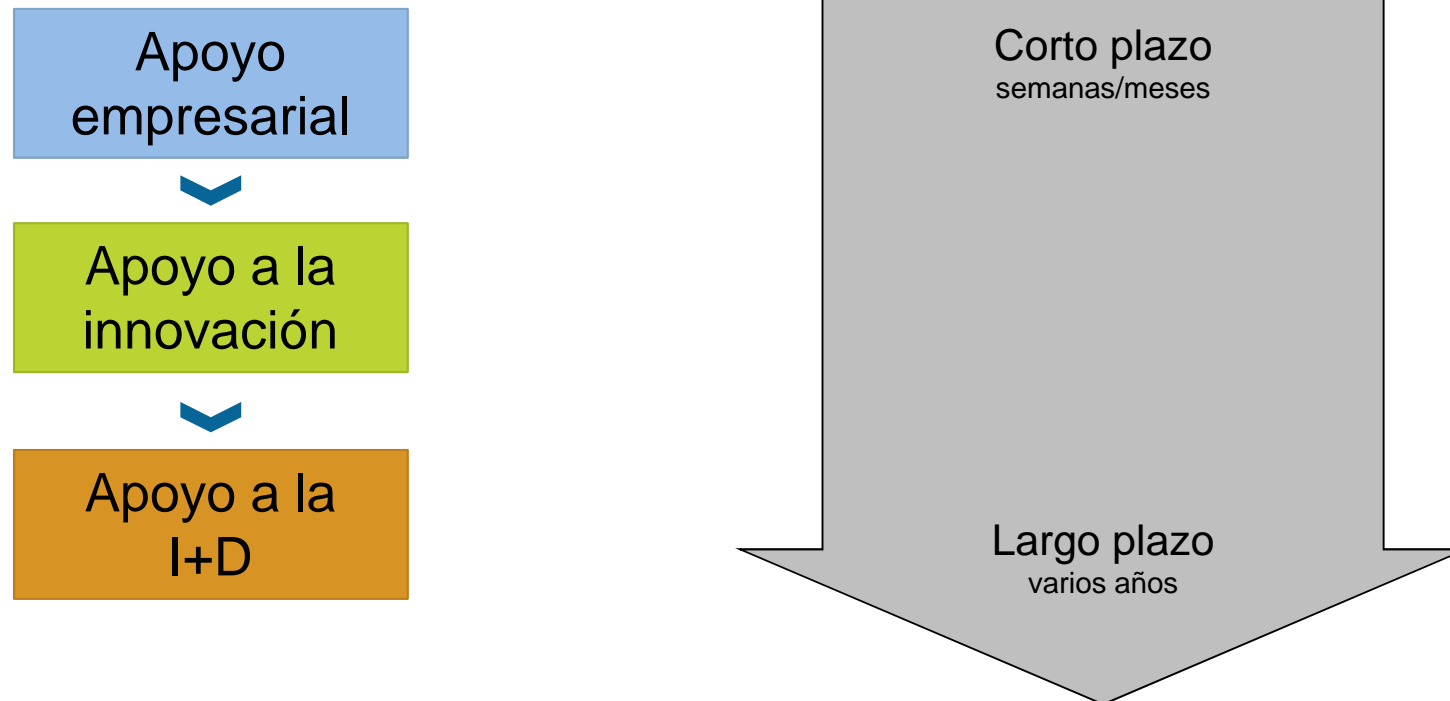 Apoyo
empresarial
Apoyo a la
innovación
Apoyo a la
I+D
Corto plazo
semanas/meses
Largo plazo
varios años